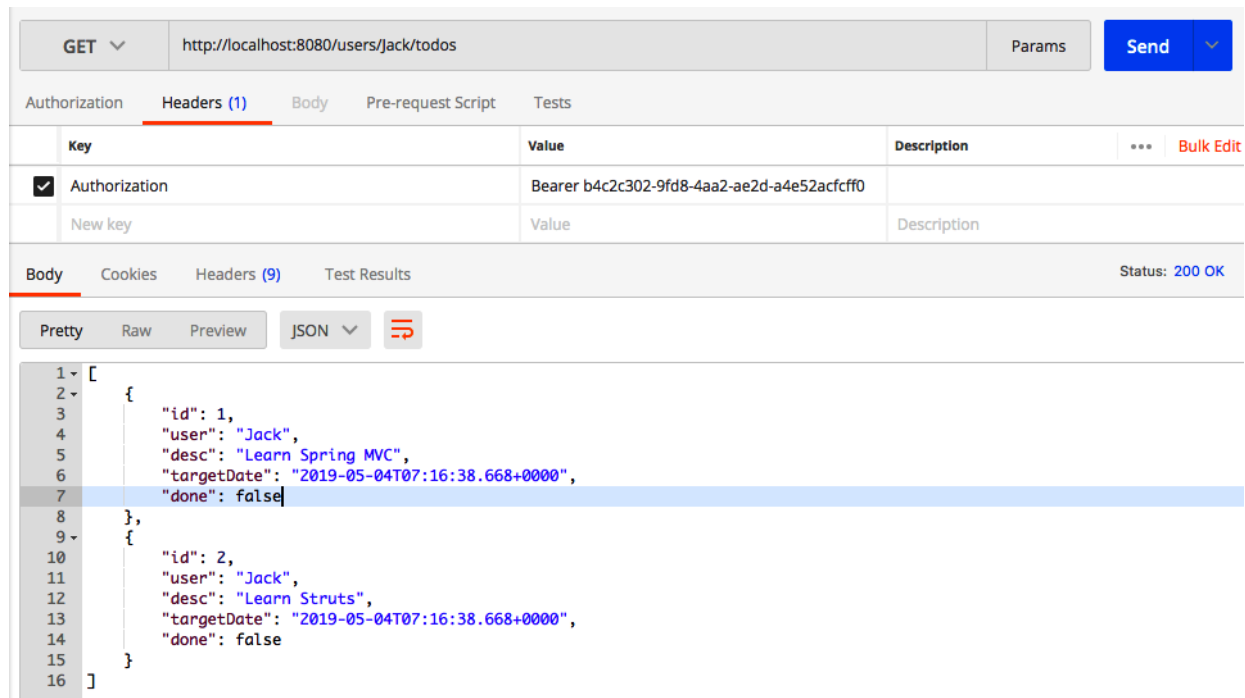 GET http://localhost:8080/users/Jack/todos Params Send
Authorization Headers (1) Body Pre-request Script Tests
Key Value Description ••• Bulk Edit
Authorization Bearer b4c2c302-9fd8-4aa2-ae2d-a4e52acfcff0
New key Value Description
Body Cookies Headers (9) Test Results Status: 200 OK
Pretty Raw Preview JSON
1 [
2 {
3 "id": 1,
4 "user": "Jack",
5 "desc": "Learn Spring MVC",
6 "targetDate": "2019-05-04T07:16:38.668+0000",
7 "done": false
8 },
9 {
10 "id": 2,
11 "user": "Jack",
12 "desc": "Learn Struts",
13 "targetDate": "2019-05-04T07:16:38.668+0000",
14 "done": false
15 }
16 ]